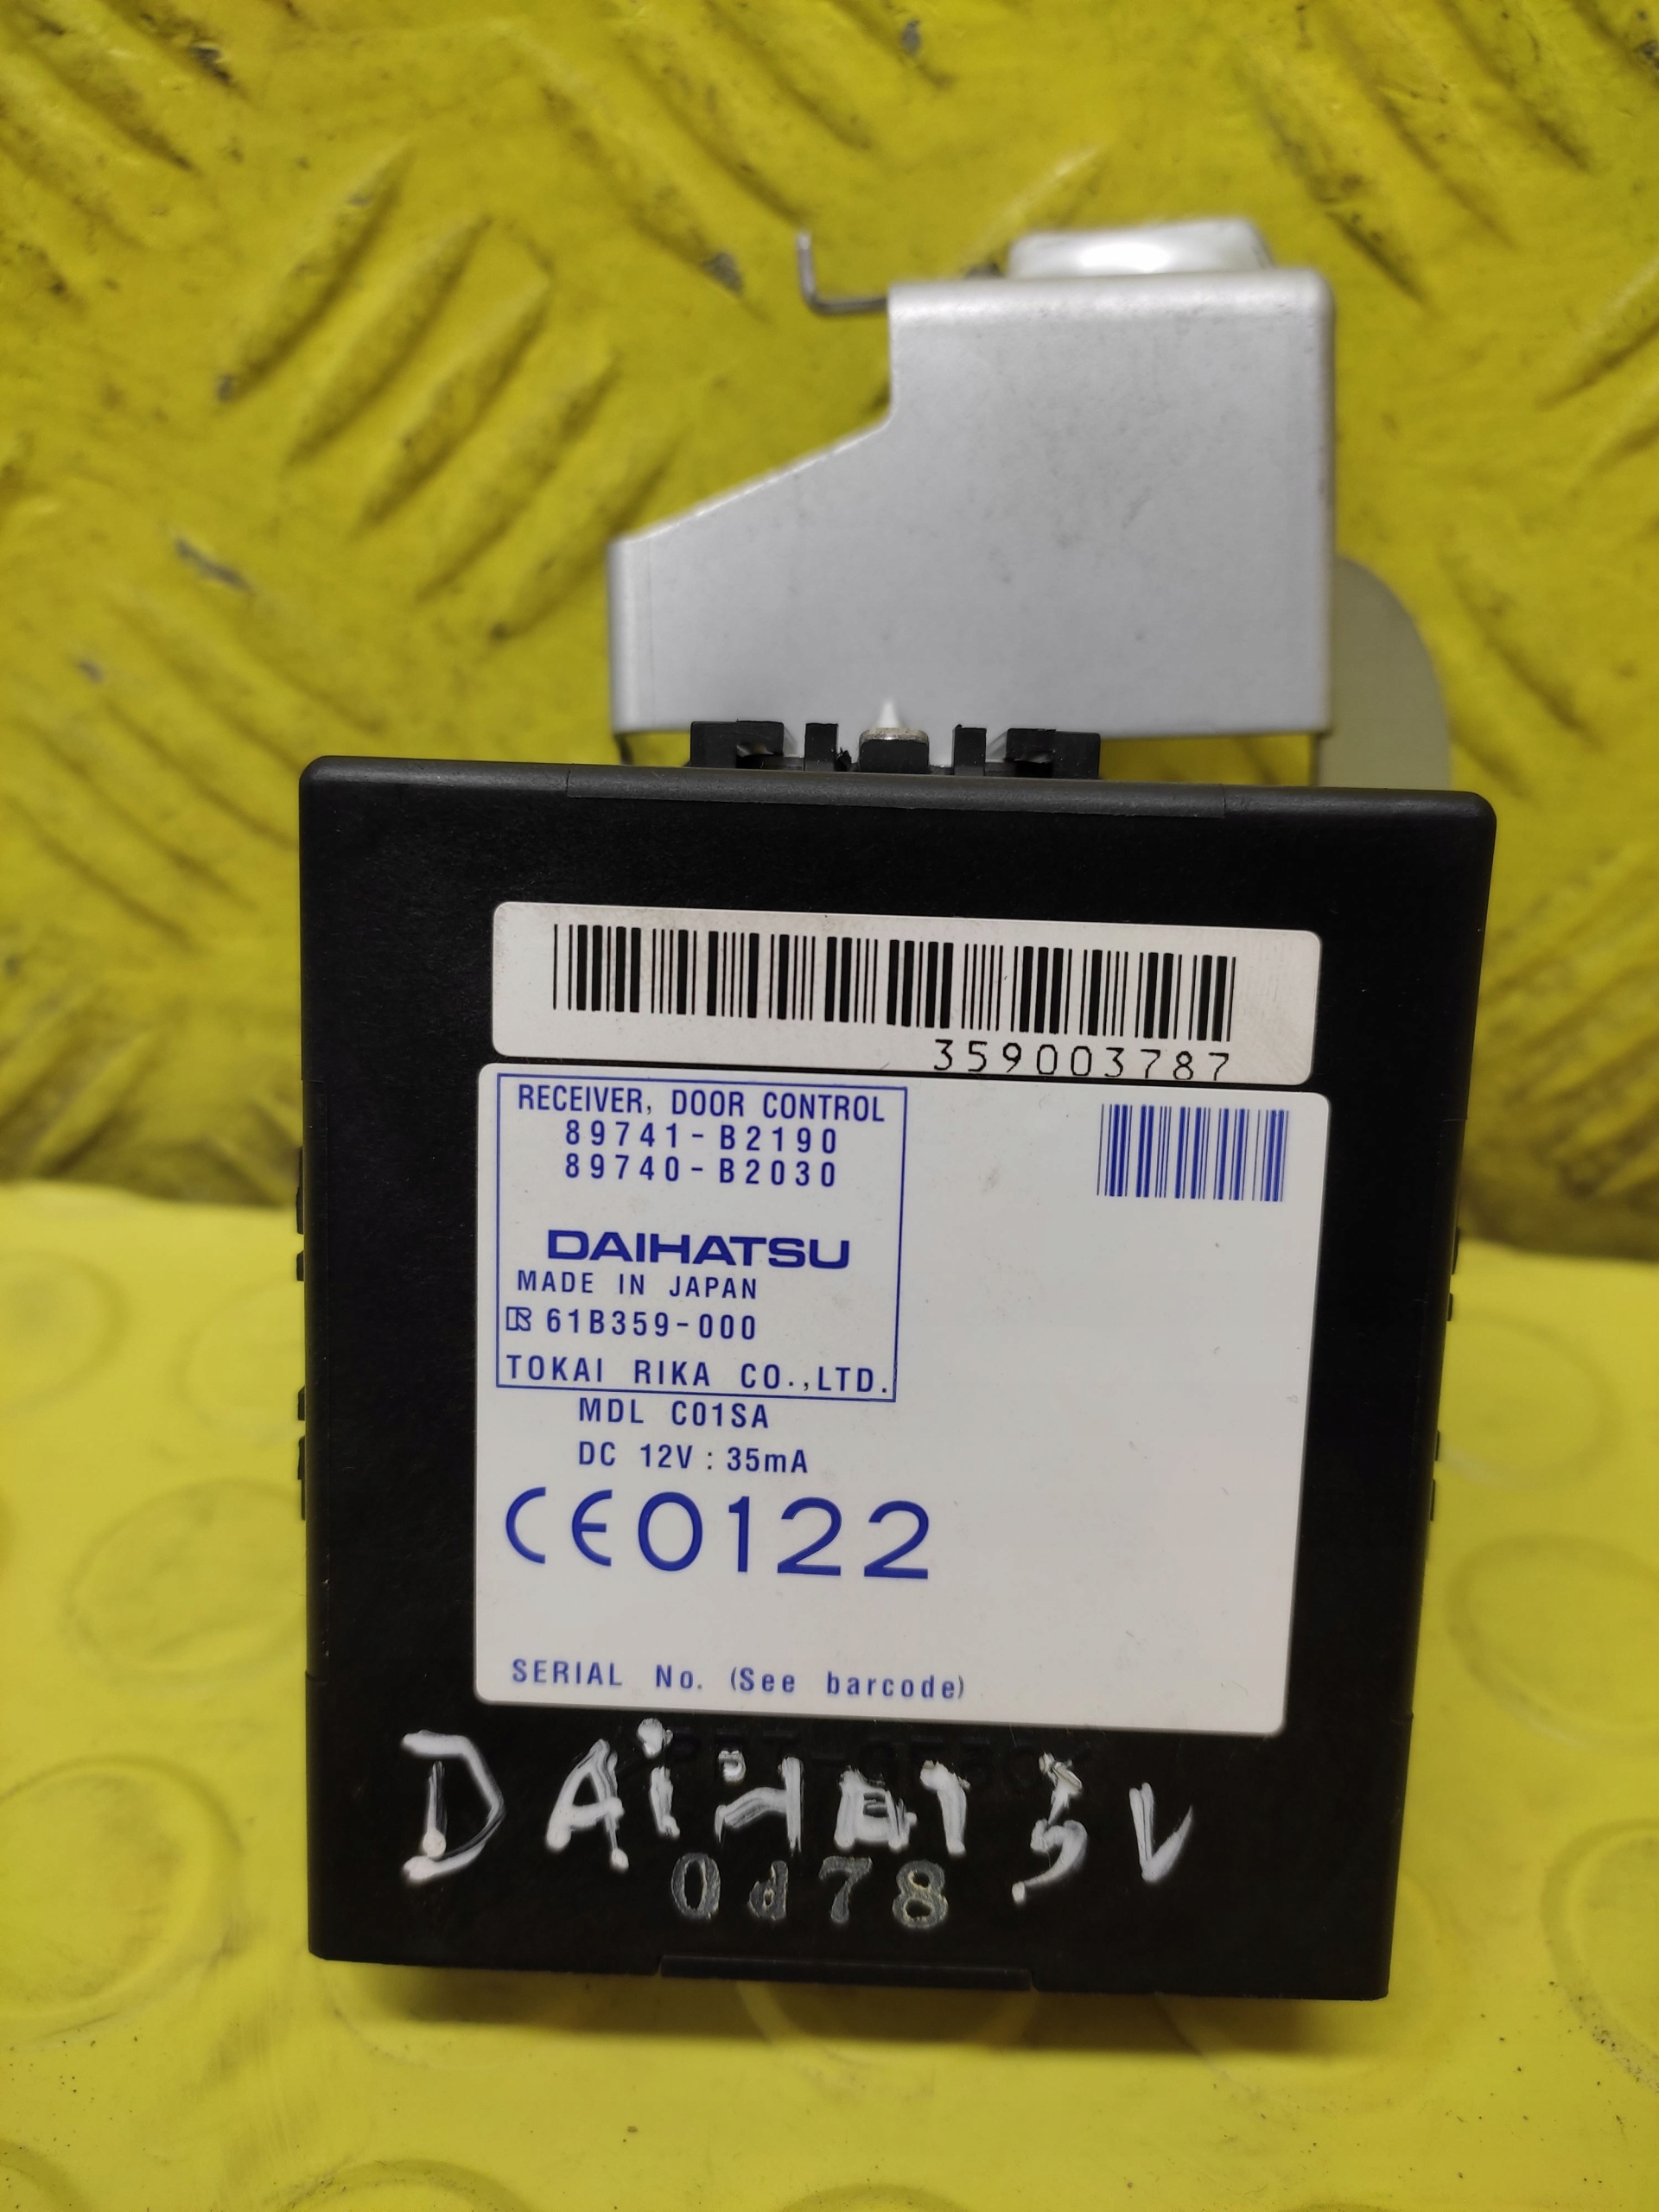 359003787
RECEIVER, DOOR CONTROL
89741-B2190
89740-B2030
DAIHATSU
MADE IN JAPAN
61B359-000
TOKAI RIKA CO.,LTD.
MDL C01SA
DC 12V : 35mA
CE0122
SERIAL No. (See barcode)
0d78